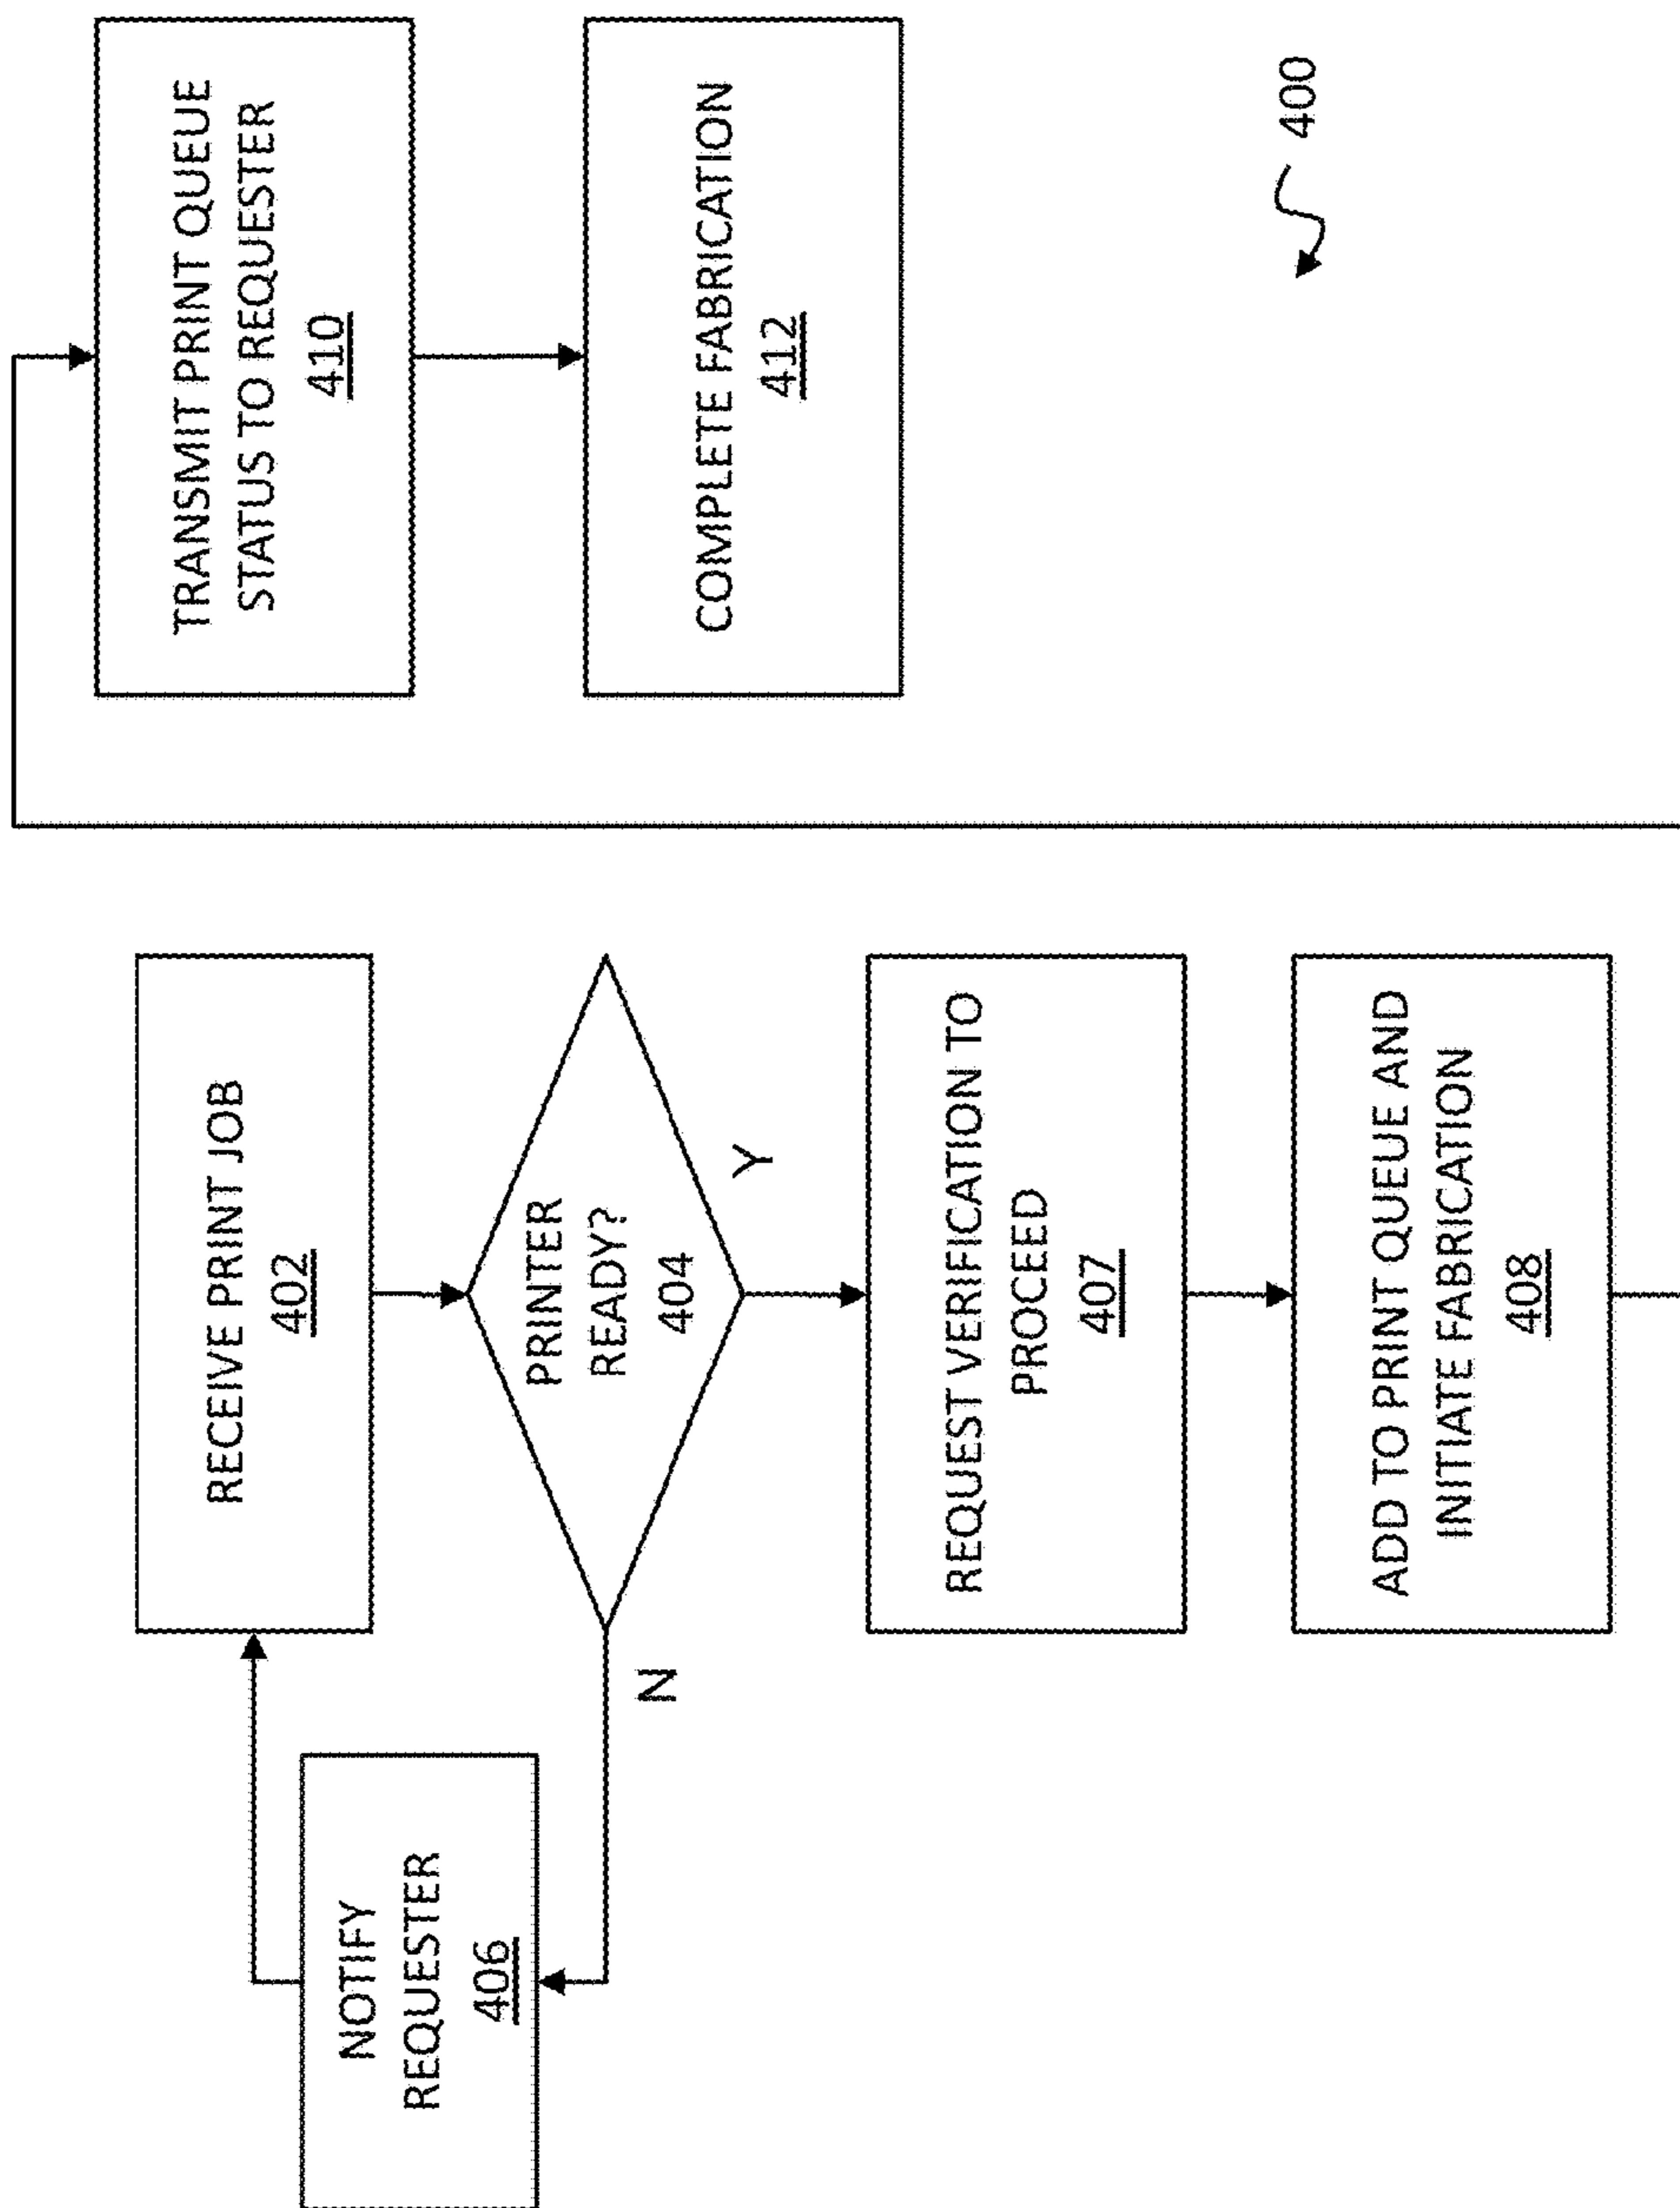 RECEIVE PRINT JOB
402
PRINTER
READY?
404
N
Y
NOTIFY
REQUESTER
406
REQUEST VERIFICATION TO
PROCEED
407
ADD TO PRINT QUEUE AND
INITIATE FABRICATION
408
TRANSMIT PRINT QUEUE
STATUS TO REQUESTER
410
COMPLETE FABRICATION
412
400